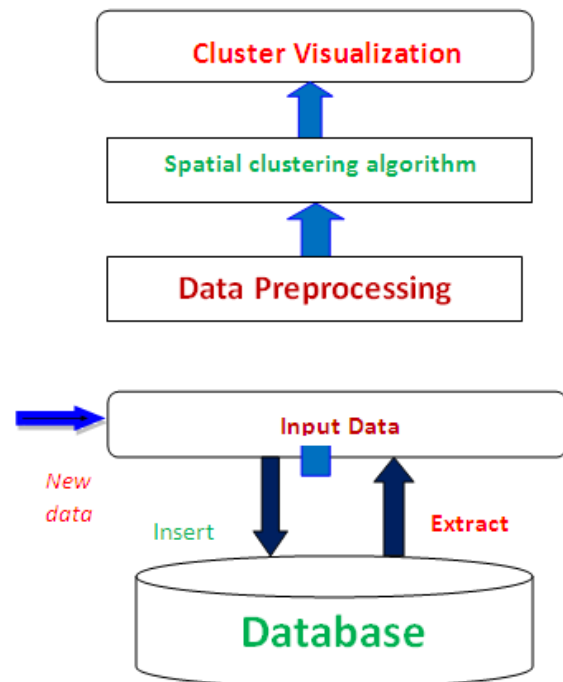 Cluster Visualization
Spatial clustering algorithm
Data Preprocessing
Input Data
New
data
Insert
Extract
Database